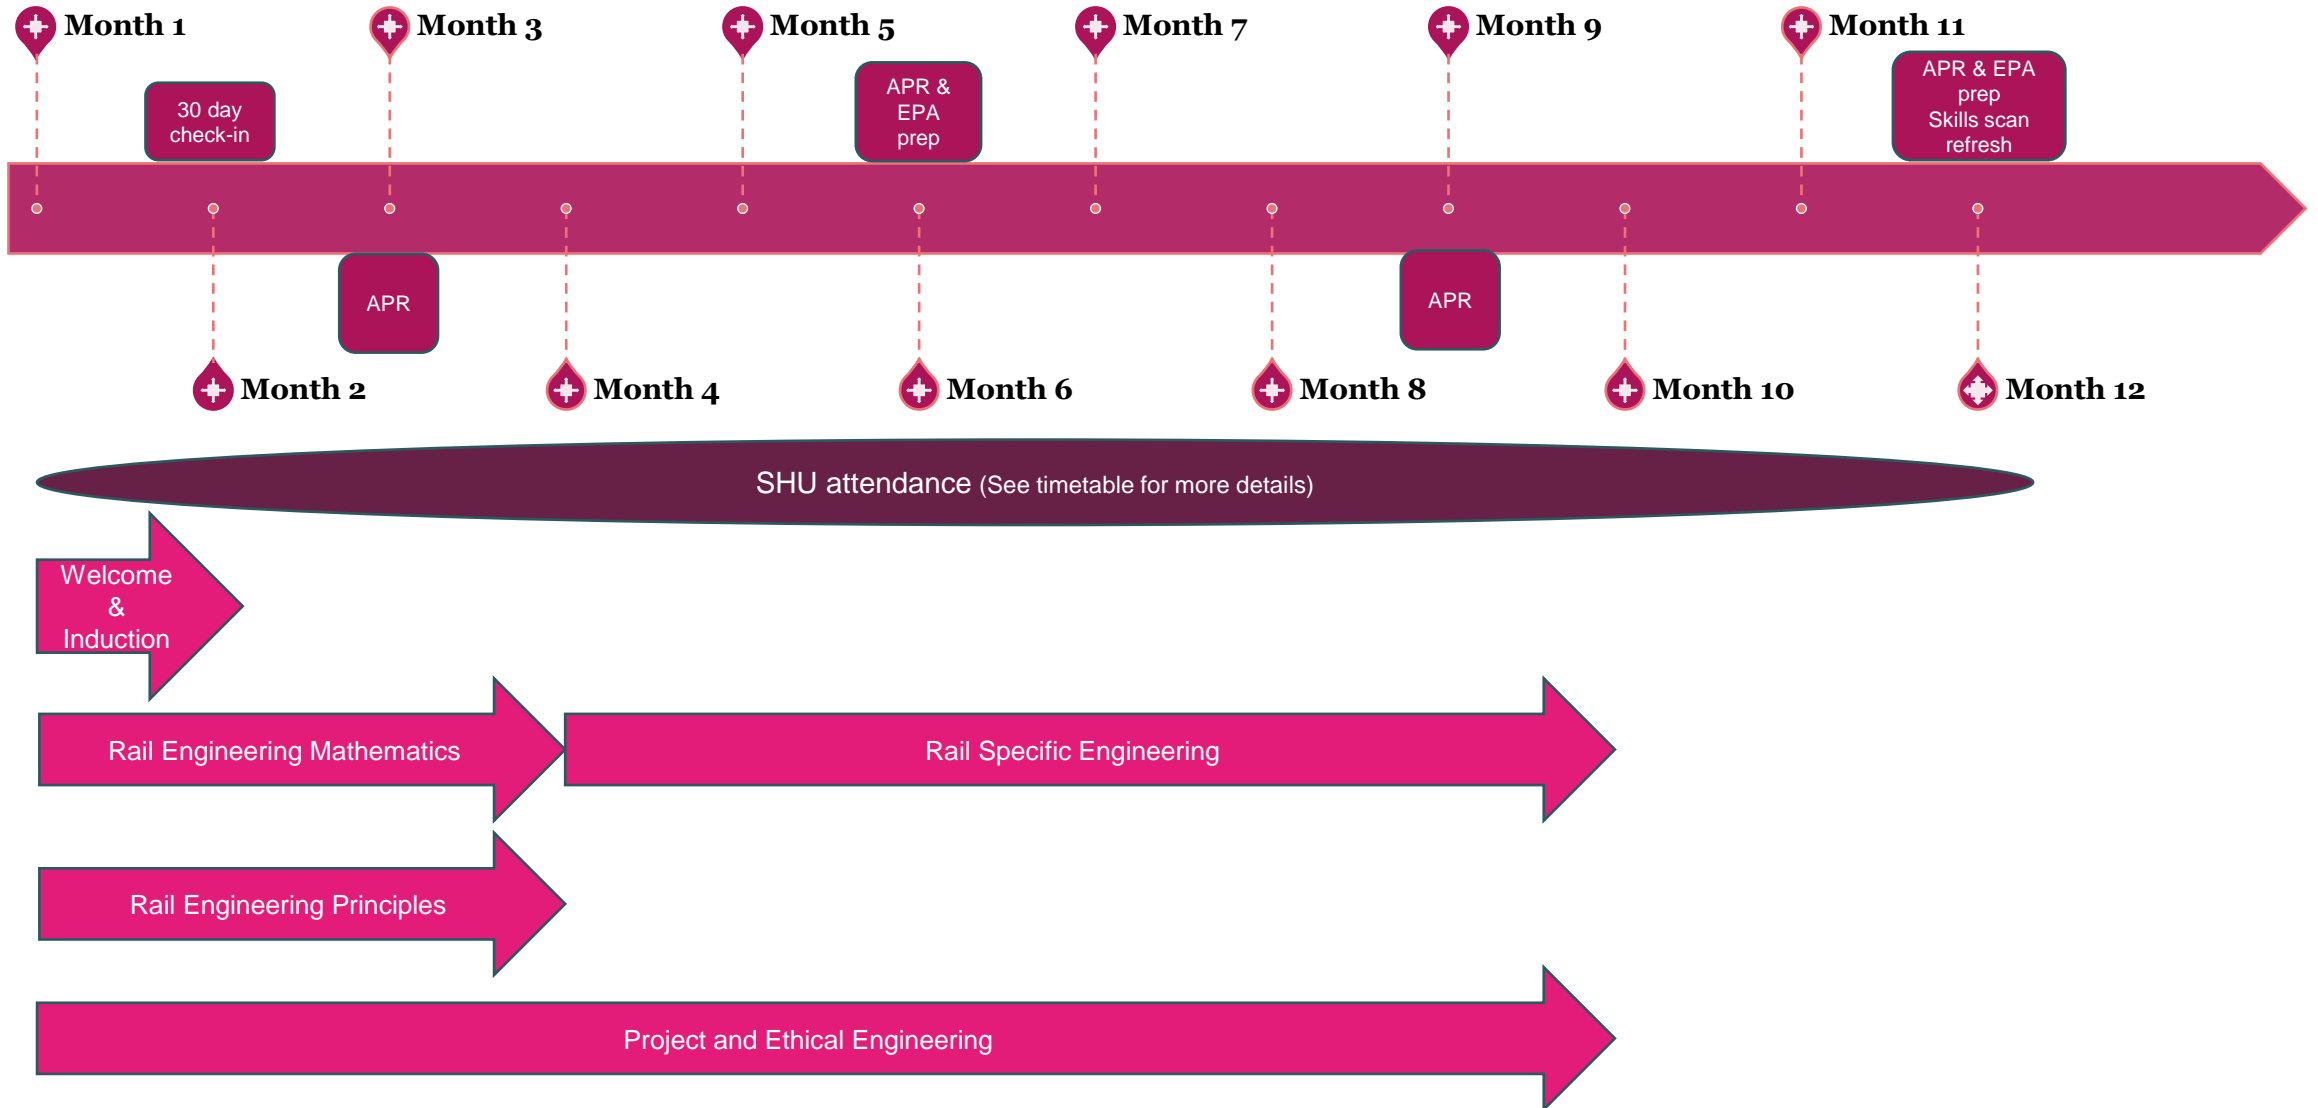 Month 1
Month 3
Month 5
Month 7
Month 9
Month 11
30 day
check-in
APR &
EPA
prep
APR & EPA
prep
Skills scan
refresh
APR
APR
Month 2
Month 4
Month 6
Month 8
Month 10
Month 12
SHU attendance (See timetable for more details)
Welcome
&
Induction
Rail Engineering Mathematics
Rail Specific Engineering
Rail Engineering Principles
Project and Ethical Engineering